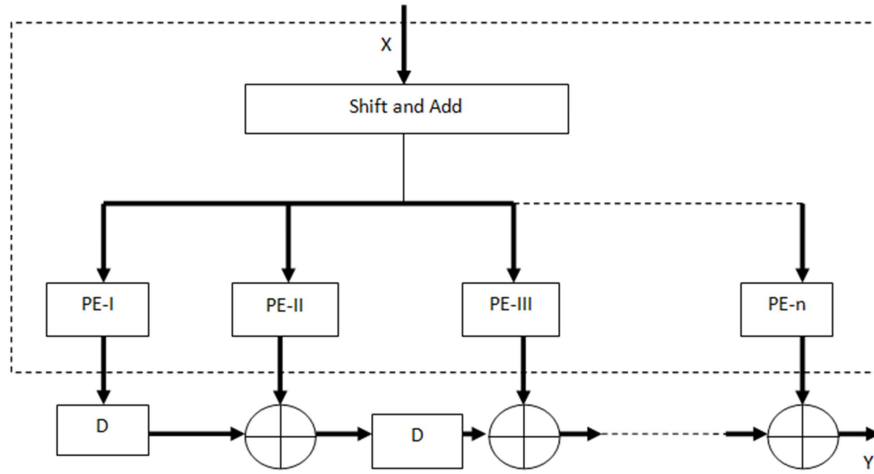 X
Shift and Add
PE-I
PE-II
PE-III
PE-n
D
D
Y